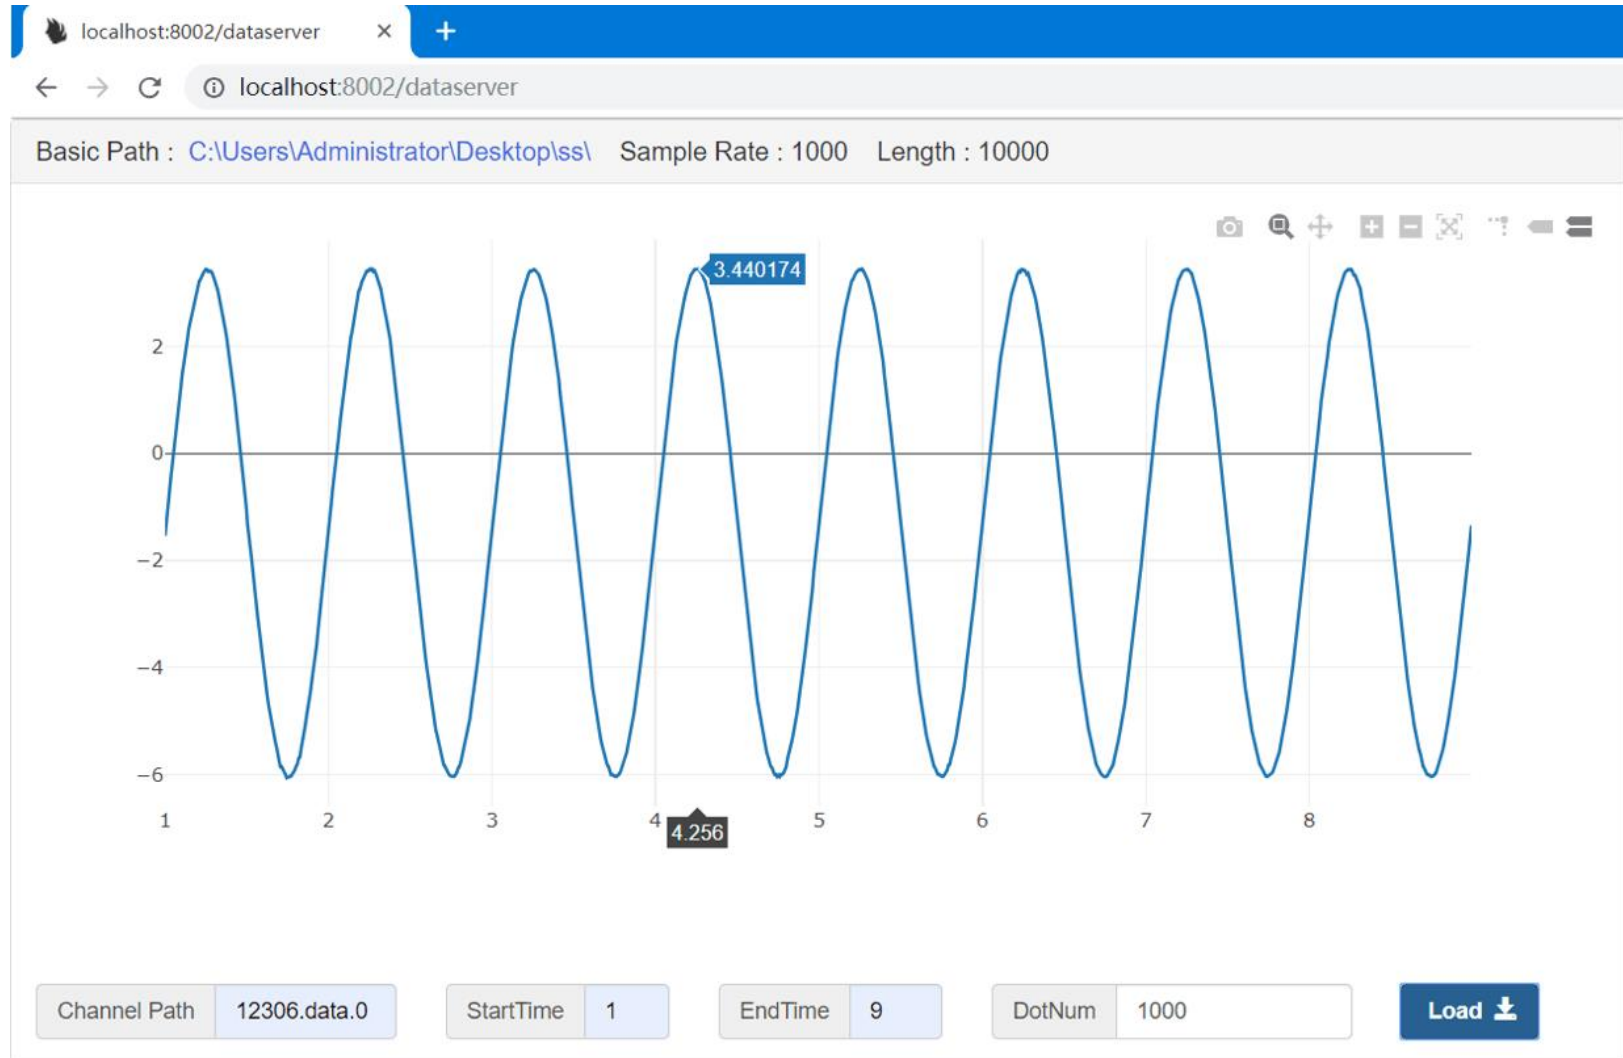 localhost:8002/dataserver
localhost:8002/dataserver
Basic Path : C:\Users\Administrator\Desktop\ss\ Sample Rate : 1000 Length : 10000
3.440174
2
0
−2
−4
−6
1 2 3 4 5 6 7 8
4.256
Channel Path 12306.data.0 StartTime 1 EndTime 9 DotNum 1000 Load